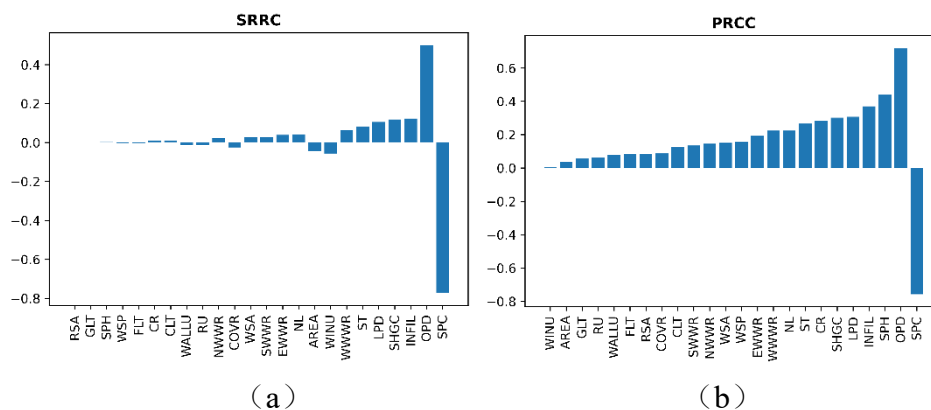 SRRC
0.4
0.2
0.0
−0.2
−0.4
−0.6
−0.8
RSA GLT SPH WSP FLT CR CLT WALLU RU NWWR COVR WSA SWWR EWWR NL AREA WINU WWWR ST LPD SHGC INFIL OPD SPC
(a)
PRCC
0.6
0.4
0.2
0.0
−0.2
−0.4
−0.6
−0.8
WINU AREA GLT RU WALLU FLT RSA COVR CLT SWWR NWWR WSA WSP EWWR WWWR NL ST CR SHGC LPD INFIL SPH OPD SPC
(b)